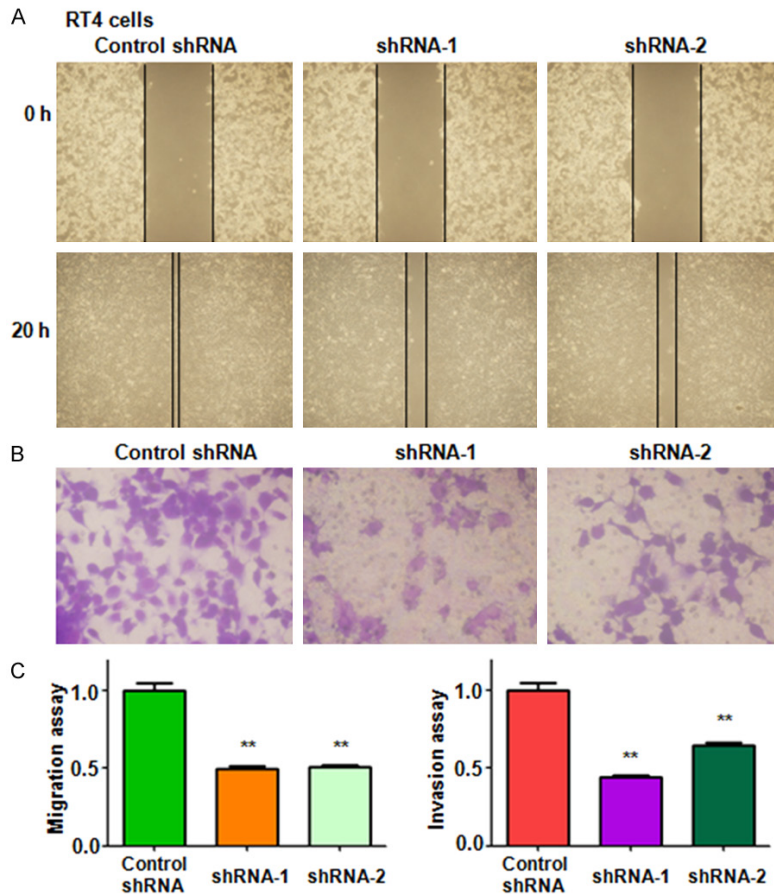 A
RT4 cells
Control shRNA
shRNA-1
shRNA-2
0 h
20 h
B
Control shRNA
shRNA-1
shRNA-2
C
Migration assay
1.0
0.5
0.0
**
**
Control
shRNA
shRNA-1
shRNA-2
Invasion assay
1.0
0.5
0.0
**
**
Control
shRNA
shRNA-1
shRNA-2